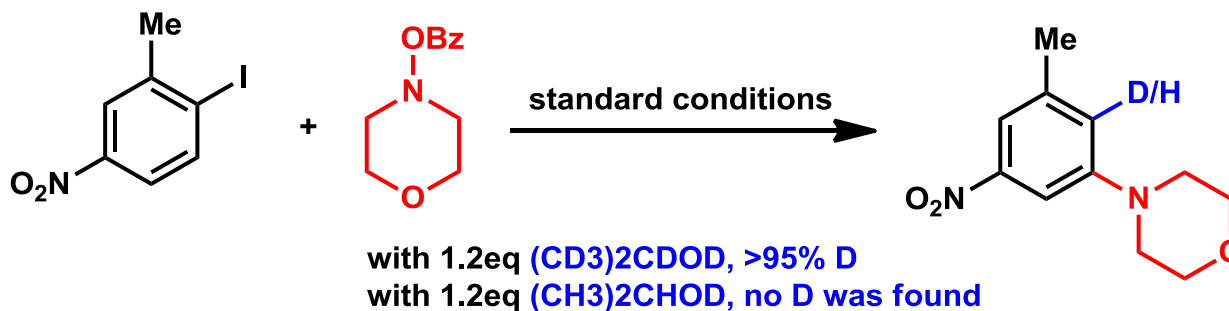 Me
I
O₂N
+
OBz
N
O
standard conditions
with 1.2eq (CD3)2CDOD, >95% D
with 1.2eq (CH3)2CHOD, no D was found
Me
D/H
O₂N
N
O